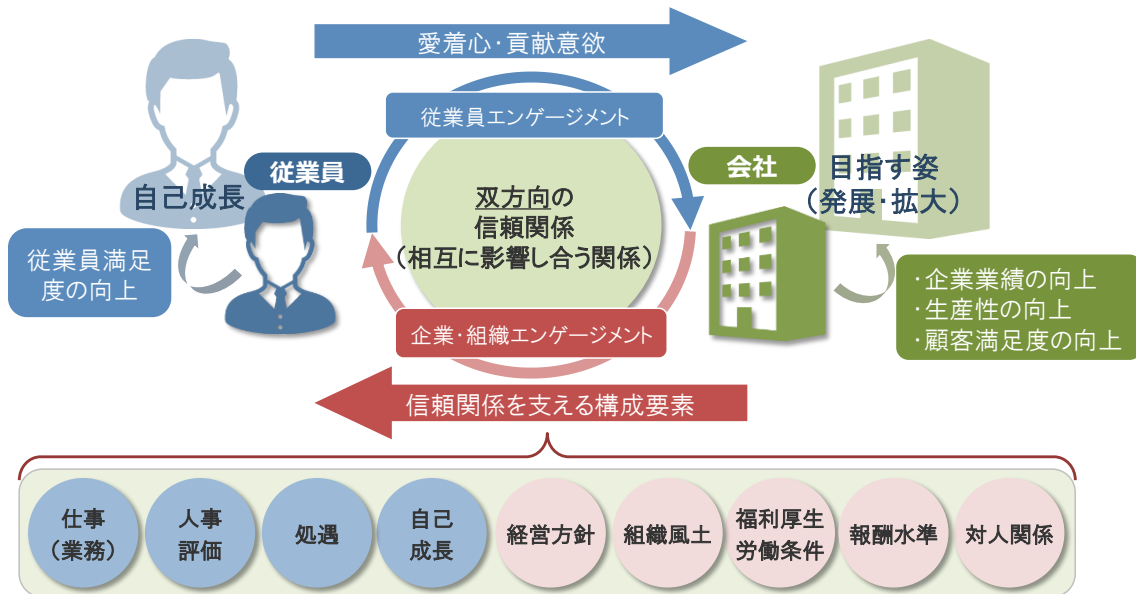 愛着心・貢献意欲
従業員エンゲージメント
従業員
会社
自己成長
目指す姿
（発展・拡大）
双方向の
信頼関係
（相互に影響し合う関係）
従業員満足
度の向上
・企業業績の向上
・生産性の向上
・顧客満足度の向上
企業・組織エンゲージメント
信頼関係を支える構成要素
仕事
（業務）
人事
評価
処遇
自己
成長
経営方針
組織風土
福利厚生
労働条件
報酬水準
対人関係